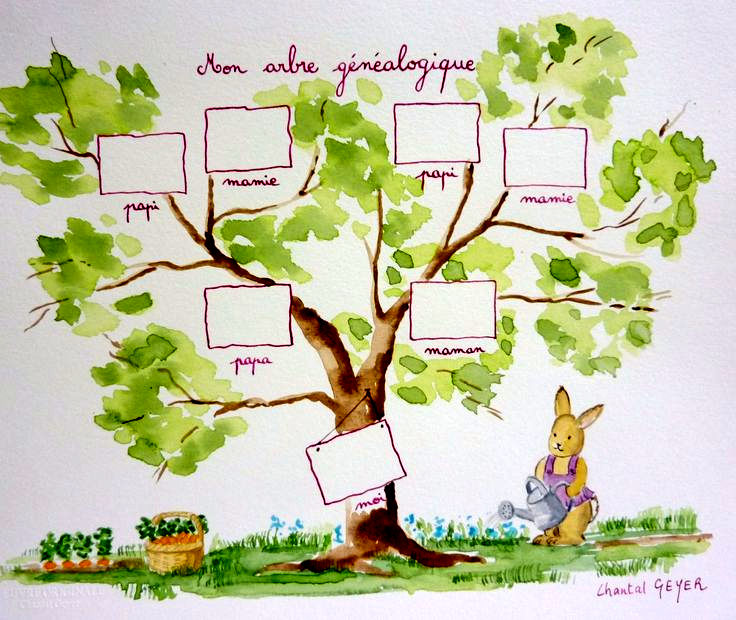 Mon arbre généalogique
papi
mamie
papi
mamie
papa
maman
moi
Chantal GEYER